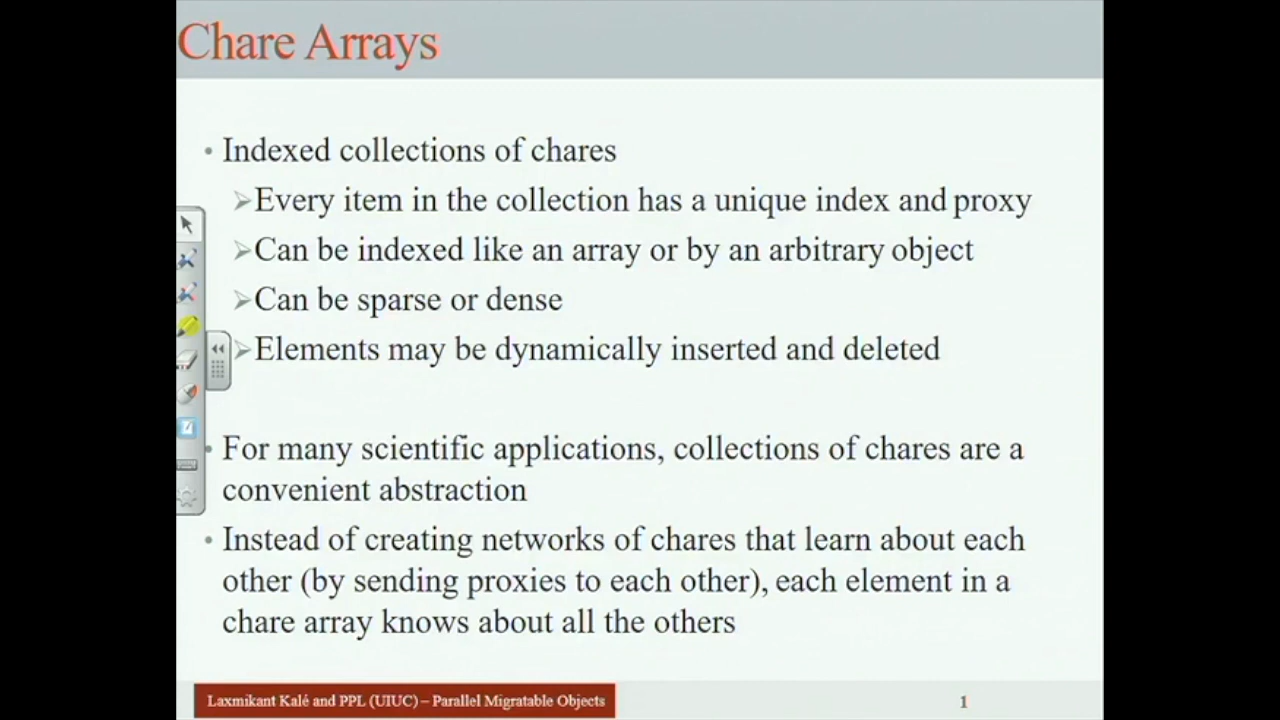 Chare Arrays
• Indexed collections of chares
➢Every item in the collection has a unique index and proxy
➢Can be indexed like an array or by an arbitrary object
➢Can be sparse or dense
➢Elements may be dynamically inserted and deleted
• For many scientific applications, collections of chares are a
convenient abstraction
• Instead of creating networks of chares that learn about each
other (by sending proxies to each other), each element in a
chare array knows about all the others
Laxmikant Kalé and PPL (UIUC) – Parallel Migratable Objects
1